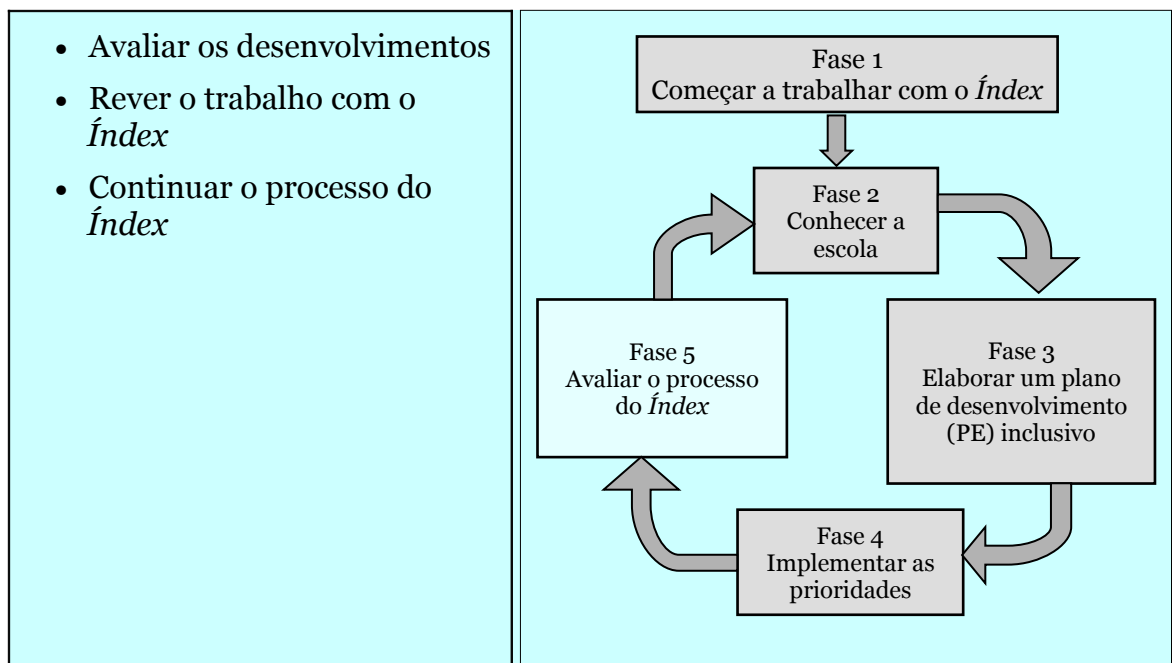 • Avaliar os desenvolvimentos
• Rever o trabalho com o
Índex
• Continuar o processo do
Índex
Fase 1
Começar a trabalhar com o Índex
Fase 2
Conhecer a
escola
Fase 3
Elaborar um plano
de desenvolvimento
(PE) inclusivo
Fase 4
Implementar as
prioridades
Fase 5
Avaliar o processo
do Índex